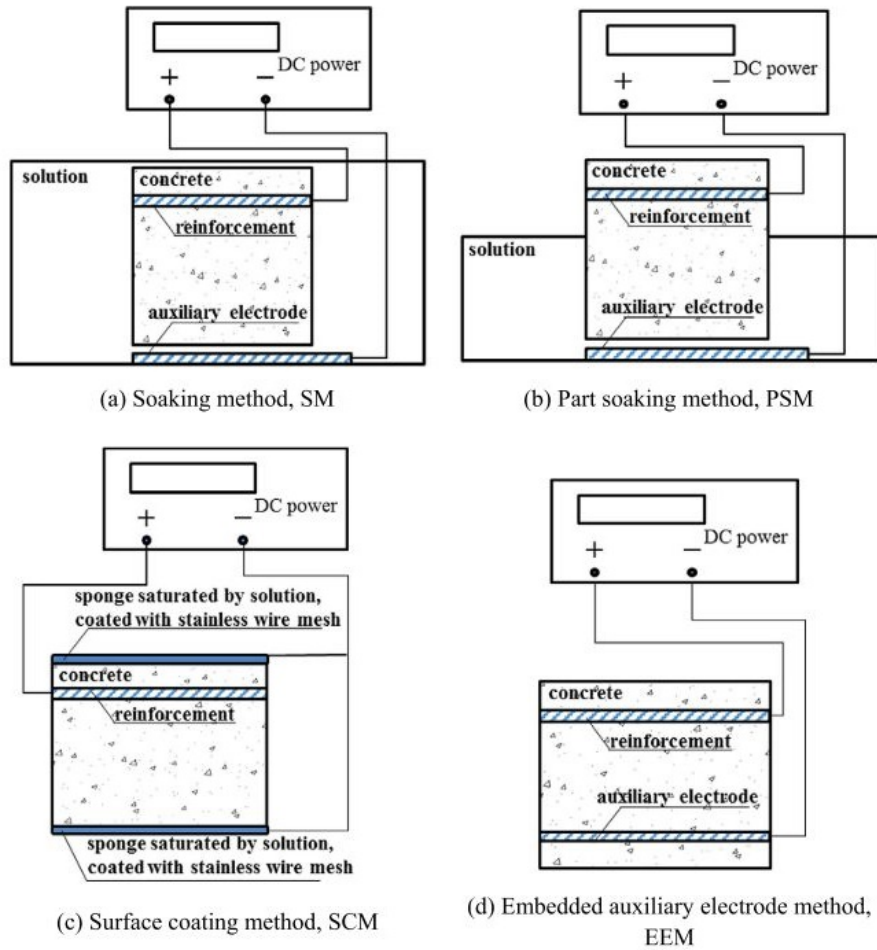 DC power
+ −
solution
concrete
reinforcement
auxiliary electrode
(a) Soaking method, SM
DC power
+ −
concrete
reinforcement
solution
auxiliary electrode
(b) Part soaking method, PSM
DC power
+ −
sponge saturated by solution,
coated with stainless wire mesh
concrete
reinforcement
sponge saturated by solution,
coated with stainless wire mesh
(c) Surface coating method, SCM
DC power
+ −
concrete
reinforcement
auxiliary electrode
(d) Embedded auxiliary electrode method,
EEM